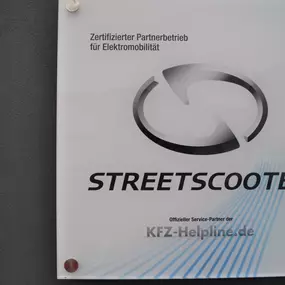 Zertifizierter Partnerbetrieb
für Elektromobilität
STREETSCOOTE
Offizieller Service-Partner der
KFZ-Helpline.de